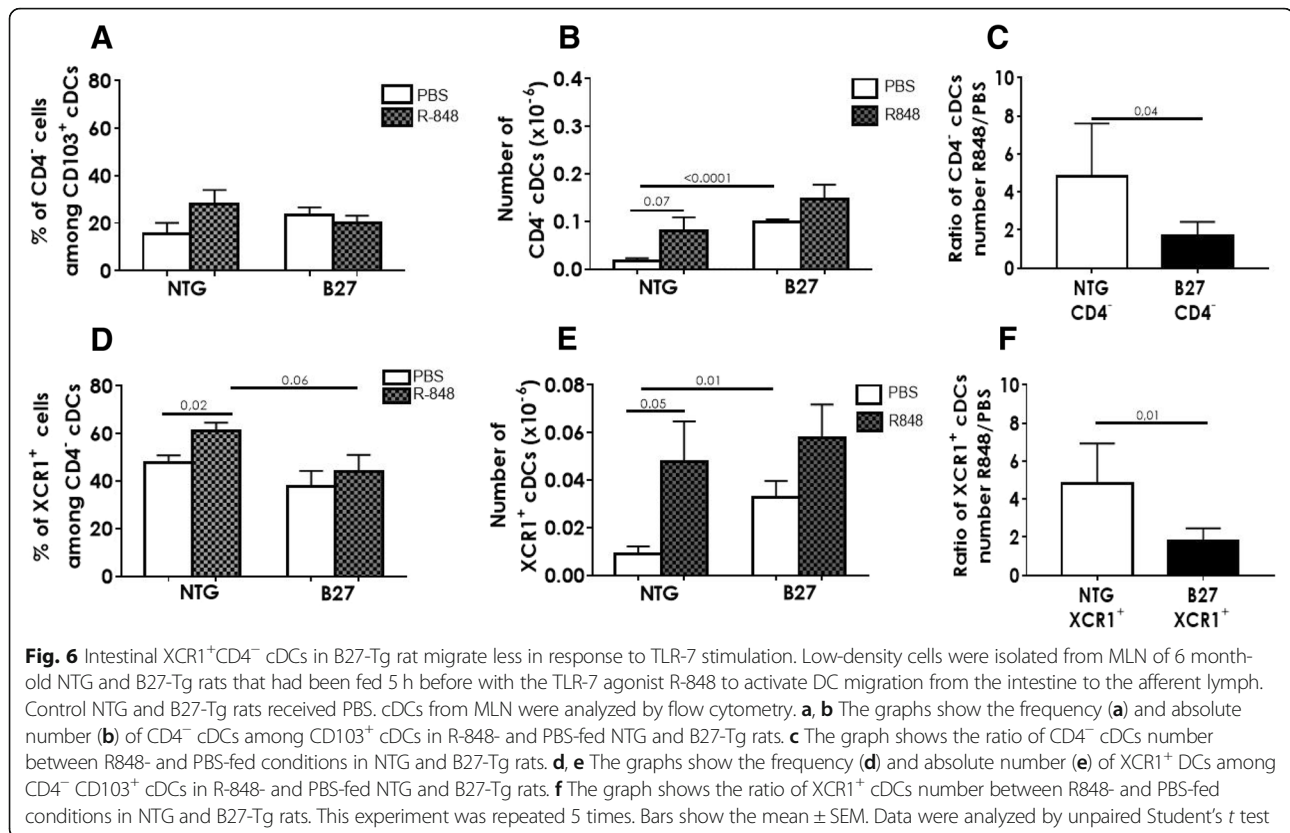 A
% of CD4⁻ cells
among CD103⁺ cDCs
80
60
40
20
0
PBS
R-848
NTG
B27
B
Number of
CD4⁻ cDCs (x10⁻⁶)
0.4
0.3
0.2
0.1
0.0
<0.0001
0.07
PBS
R848
NTG
B27
C
Ratio of CD4⁻ cDCs
number R848/PBS
10
8
6
4
2
0
0,04
NTG
CD4⁻
B27
CD4⁻
D
% of XCR1⁺ cells
among CD4⁻ cDCs
80
60
40
20
0
0.06
0,02
PBS
R-848
NTG
B27
E
Number of
XCR1⁺ cDCs (x10⁻⁶)
0.08
0.06
0.04
0.02
0.00
0.01
0.05
PBS
R848
NTG
B27
F
Ratio of XCR1⁺ cDCs
number R848/PBS
10
8
6
4
2
0
0,01
NTG
XCR1⁺
B27
XCR1⁺
Fig. 6 Intestinal XCR1⁺CD4⁻ cDCs in B27-Tg rat migrate less in response to TLR-7 stimulation. Low-density cells were isolated from MLN of 6 month-
old NTG and B27-Tg rats that had been fed 5 h before with the TLR-7 agonist R-848 to activate DC migration from the intestine to the afferent lymph.
Control NTG and B27-Tg rats received PBS. cDCs from MLN were analyzed by flow cytometry. a, b The graphs show the frequency (a) and absolute
number (b) of CD4⁻ cDCs among CD103⁺ cDCs in R-848- and PBS-fed NTG and B27-Tg rats. c The graph shows the ratio of CD4⁻ cDCs number
between R848- and PBS-fed conditions in NTG and B27-Tg rats. d, e The graphs show the frequency (d) and absolute number (e) of XCR1⁺ DCs among
CD4⁻ CD103⁺ cDCs in R-848- and PBS-fed NTG and B27-Tg rats. f The graph shows the ratio of XCR1⁺ cDCs number between R848- and PBS-fed
conditions in NTG and B27-Tg rats. This experiment was repeated 5 times. Bars show the mean ± SEM. Data were analyzed by unpaired Student's t test